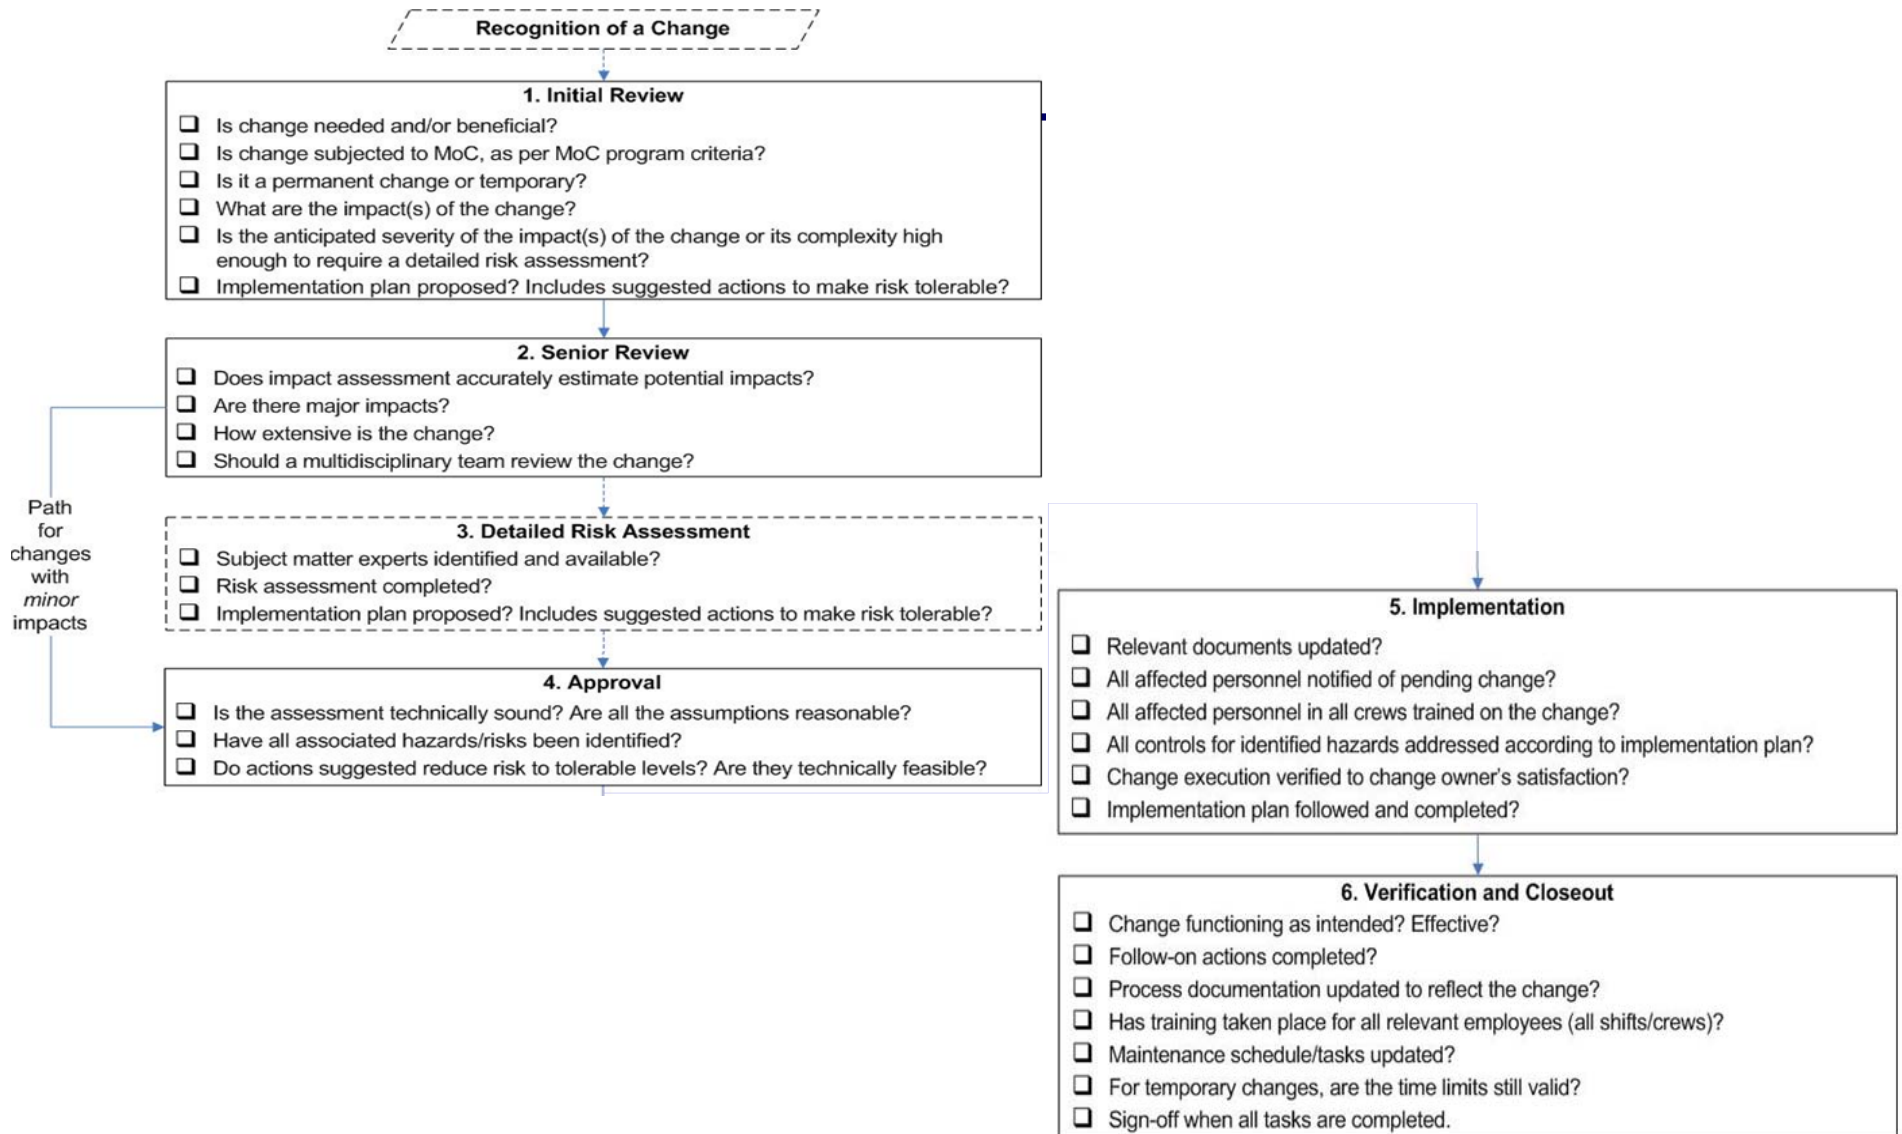 Recognition of a Change
1. Initial Review
Is change needed and/or beneficial?
Is change subjected to MoC, as per MoC program criteria?
Is it a permanent change or temporary?
What are the impact(s) of the change?
Is the anticipated severity of the impact(s) of the change or its complexity high
enough to require a detailed risk assessment?
Implementation plan proposed? Includes suggested actions to make risk tolerable?
2. Senior Review
Does impact assessment accurately estimate potential impacts?
Are there major impacts?
How extensive is the change?
Should a multidisciplinary team review the change?
Path
for
changes
with
minor
impacts
3. Detailed Risk Assessment
Subject matter experts identified and available?
Risk assessment completed?
Implementation plan proposed? Includes suggested actions to make risk tolerable?
4. Approval
Is the assessment technically sound? Are all the assumptions reasonable?
Have all associated hazards/risks been identified?
Do actions suggested reduce risk to tolerable levels? Are they technically feasible?
5. Implementation
Relevant documents updated?
All affected personnel notified of pending change?
All affected personnel in all crews trained on the change?
All controls for identified hazards addressed according to implementation plan?
Change execution verified to change owner's satisfaction?
Implementation plan followed and completed?
6. Verification and Closeout
Change functioning as intended? Effective?
Follow-on actions completed?
Process documentation updated to reflect the change?
Has training taken place for all relevant employees (all shifts/crews)?
Maintenance schedule/tasks updated?
For temporary changes, are the time limits still valid?
Sign-off when all tasks are completed.